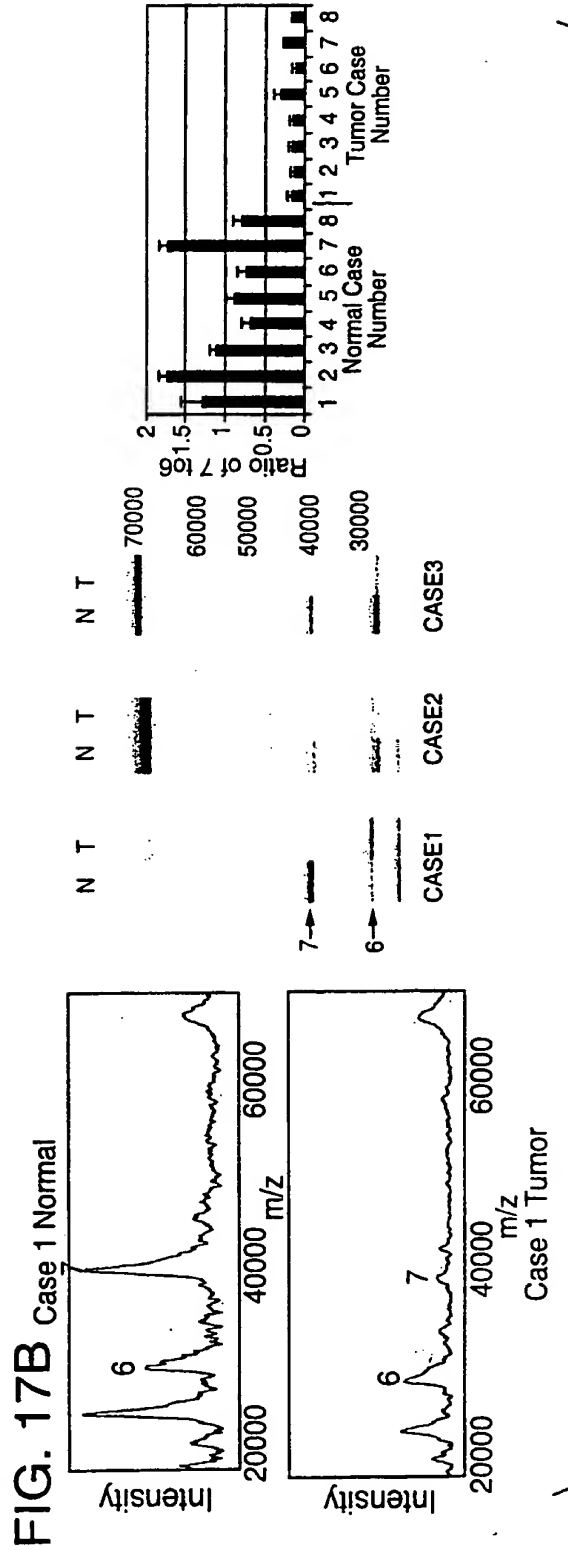 FIG. 17B
Case 1 Normal
Intensity
7
6
20000 40000 60000
m/z
Intensity
6
7
20000 40000 60000
m/z
Case 1 Tumor
N T N T N T
70000
60000
50000
40000
30000
7
6
CASE1 CASE2 CASE3
Ratio of 7 to6
2
1.5
1
0.5
0
1 2 3 4 5 6 7 8 1 2 3 4 5 6 7 8
Normal Case Tumor Case
Number Number